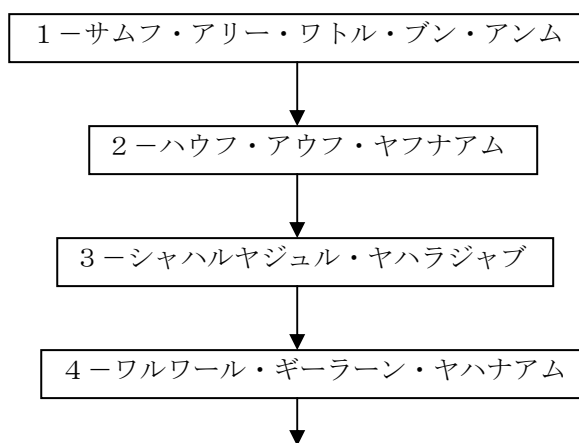 1-サムフ・アリー・ワトル・ブン・アンム
2-ハウフ・アウフ・ヤフナアム
3-シャハルヤジュル・ヤハラジャブ
4-ワルワール・ギーラーン・ヤハナアム